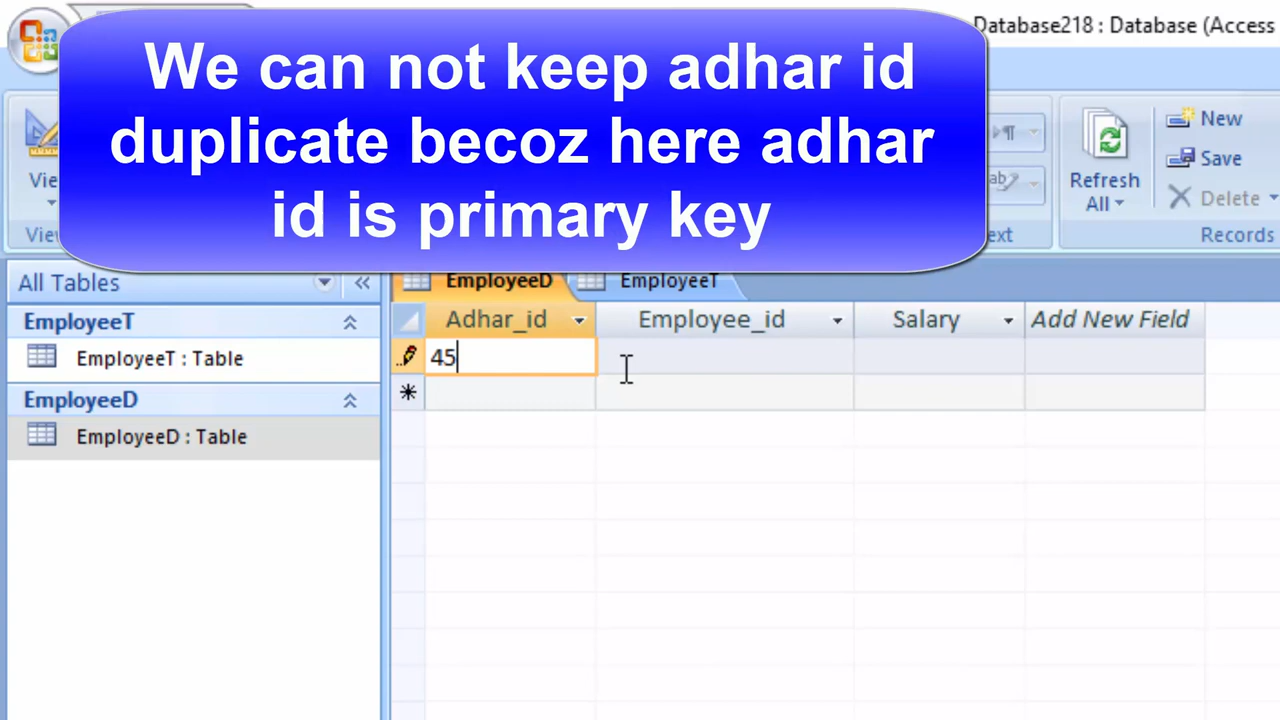 Database218 : Database (Access
We can not keep adhar id
duplicate becoz here adhar
id is primary key
New
Save
Delete
Refresh
All
Records
All Tables
EmployeeT
EmployeeT : Table
EmployeeD
EmployeeD : Table
EmployeeD EmployeeT
Adhar_id Employee_id Salary Add New Field
45